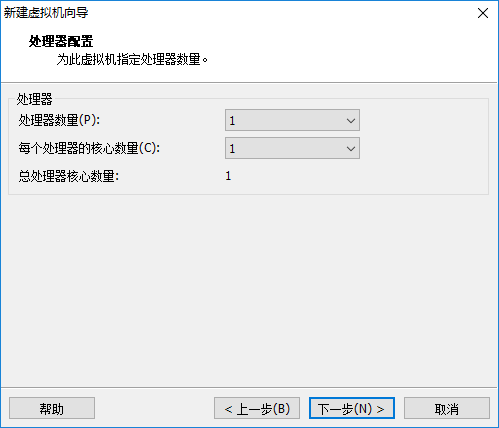 新建虚拟机向导
处理器配置
为此虚拟机指定处理器数量。
处理器
处理器数量(P): 1
每个处理器的核心数量(C): 1
总处理器核心数量: 1
帮助 < 上一步(B) 下一步(N) > 取消